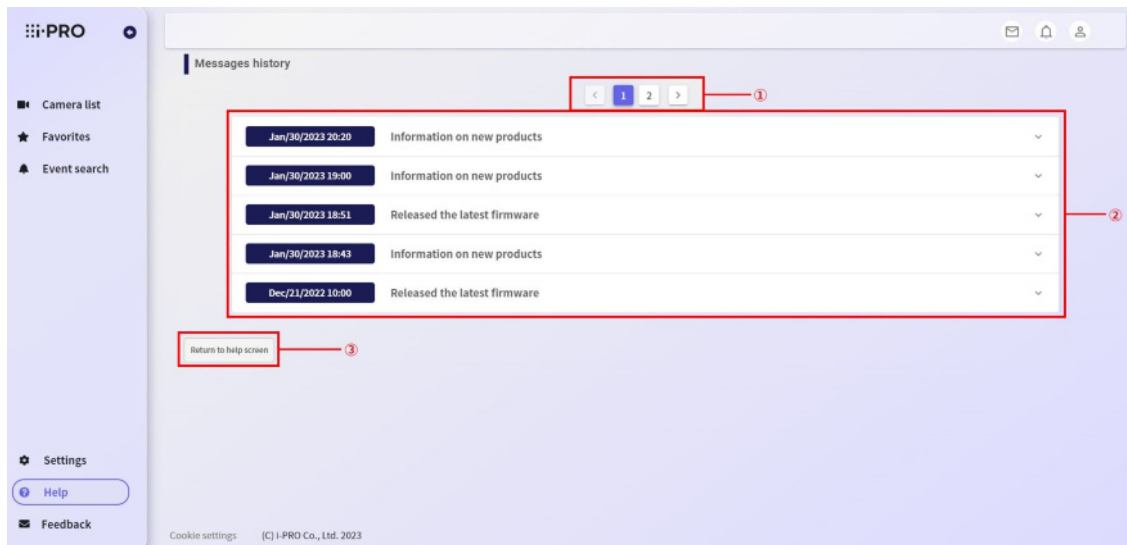 i-PRO
Messages history
1 2
①
Camera list
Favorites
Event search
Jan/30/2023 20:20 Information on new products
Jan/30/2023 19:00 Information on new products
Jan/30/2023 18:51 Released the latest firmware
②
Jan/30/2023 18:43 Information on new products
Dec/21/2022 10:00 Released the latest firmware
Return to help screen
③
Settings
Help
Feedback
Cookie settings (C) i-PRO Co., Ltd. 2023